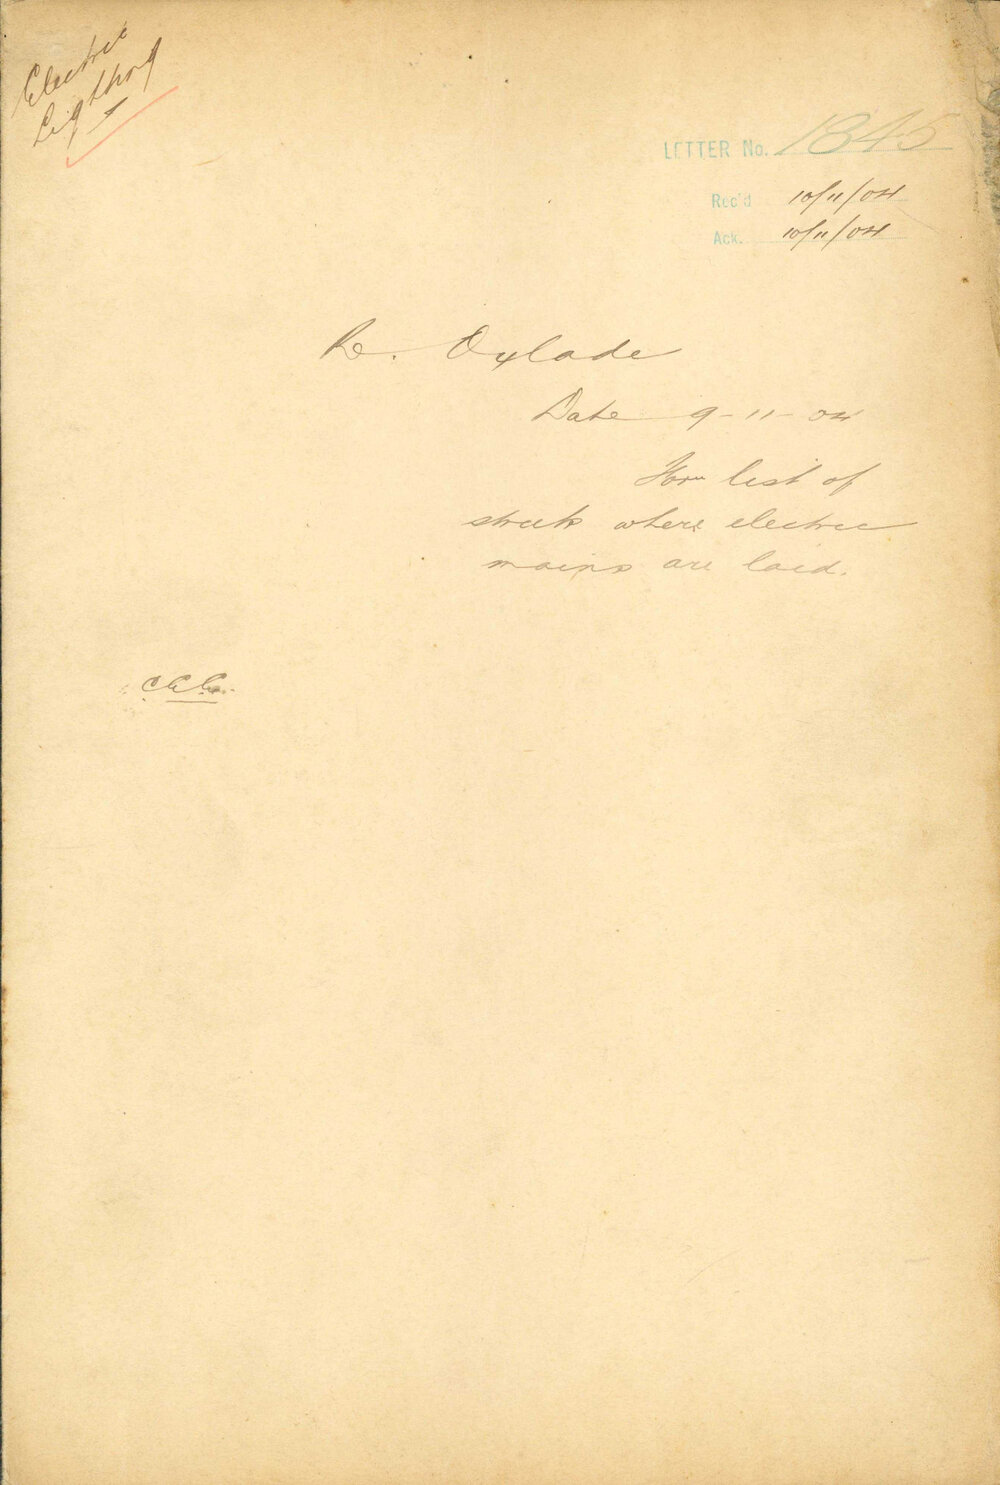 Electric
Lighting
LETTER No. 1845
Rec'd 10/11/04
Ack. 10/11/04
R. Oxlade
Date 9-11-04
For list of
streets where electric
mains are laid.